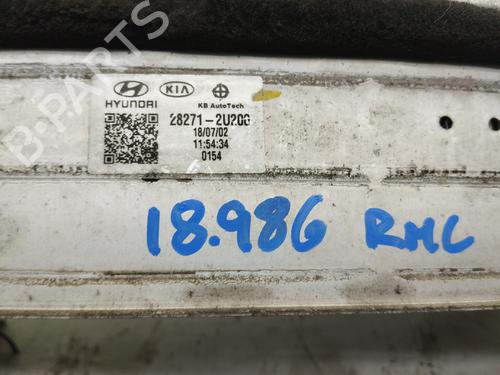 HYUNDAI KIA KB AutoTech
28271-2U200
18/07/02
11:54:34
0154
18.986 RMC
B-PARTS